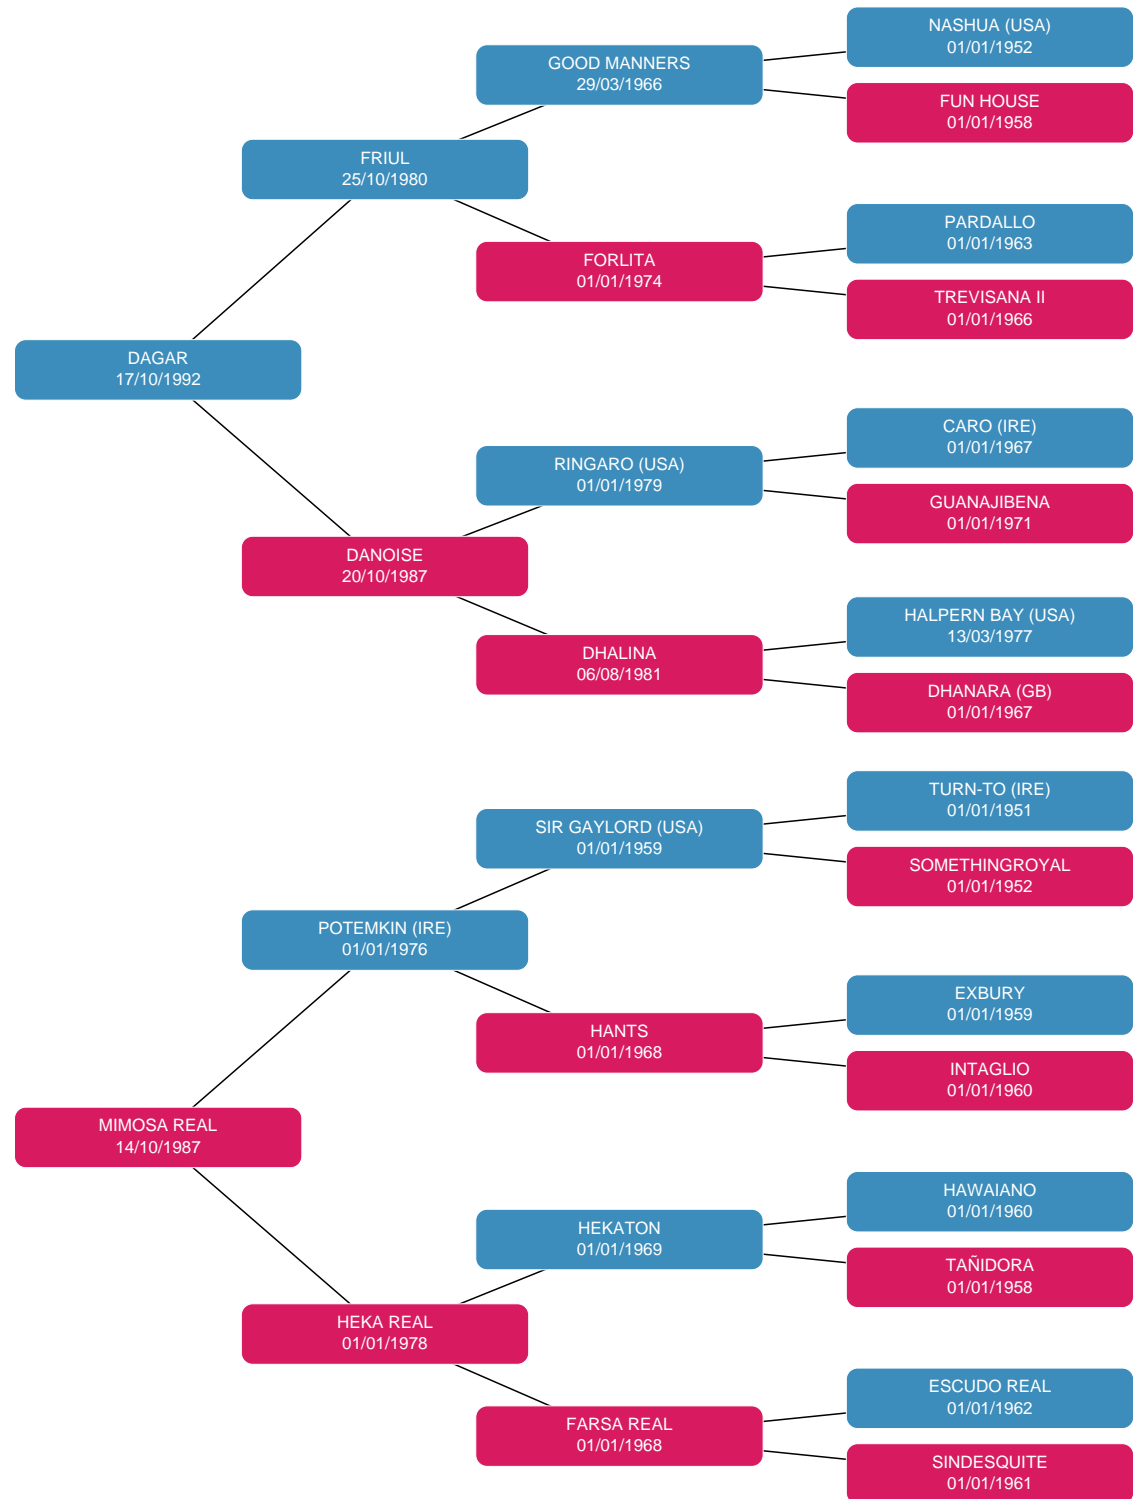 NASHUA (USA)
01/01/1952
GOOD MANNERS
29/03/1966
FUN HOUSE
01/01/1958
FRIUL
25/10/1980
PARDALLO
01/01/1963
FORLITA
01/01/1974
TREVISANA II
01/01/1966
DAGAR
17/10/1992
CARO (IRE)
01/01/1967
RINGARO (USA)
01/01/1979
GUANAJIBENA
01/01/1971
DANOISE
20/10/1987
HALPERN BAY (USA)
13/03/1977
DHALINA
06/08/1981
DHANARA (GB)
01/01/1967
TURN-TO (IRE)
01/01/1951
SIR GAYLORD (USA)
01/01/1959
SOMETHINGROYAL
01/01/1952
POTEMKIN (IRE)
01/01/1976
EXBURY
01/01/1959
HANTS
01/01/1968
INTAGLIO
01/01/1960
MIMOSA REAL
14/10/1987
HAWAIANO
01/01/1960
HEKATON
01/01/1969
TAÑIDORA
01/01/1958
HEKA REAL
01/01/1978
ESCUDO REAL
01/01/1962
FARSA REAL
01/01/1968
SINDESQUITE
01/01/1961